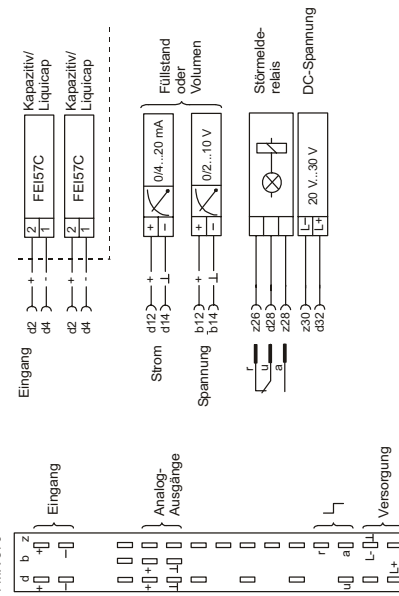 Eingang
d2
d4
+
-
2
1
FEI57C
Kapazitiv/
Liquicap
d2
d4
+
-
2
1
FEI57C
Kapazitiv/
Liquicap
Strom
d12
d14
+
+
–
0/4...20 mA
Spannung
b12
b14
+
+
–
0/2...10 V
Füllstand
oder
Volumen
r
u
a
z26
d28
z28
Störmelde-
relais
z30
d32
L-
L+
20 V...30 V
DC-Spannung
d b z
+ +
– –
Eingang
+ +
Analog-
Ausgänge
r
u a
L-
L+
Versorgung